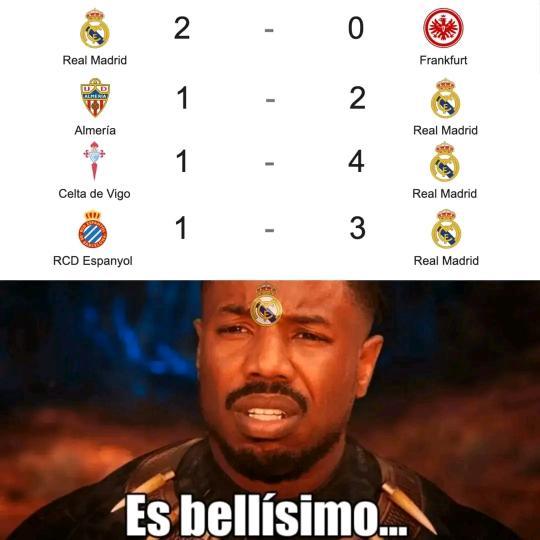 2 - 0
Real Madrid Frankfurt
1 - 2
Almería Real Madrid
1 - 4
Celta de Vigo Real Madrid
1 - 3
RCD Espanyol Real Madrid
Es bellísimo...